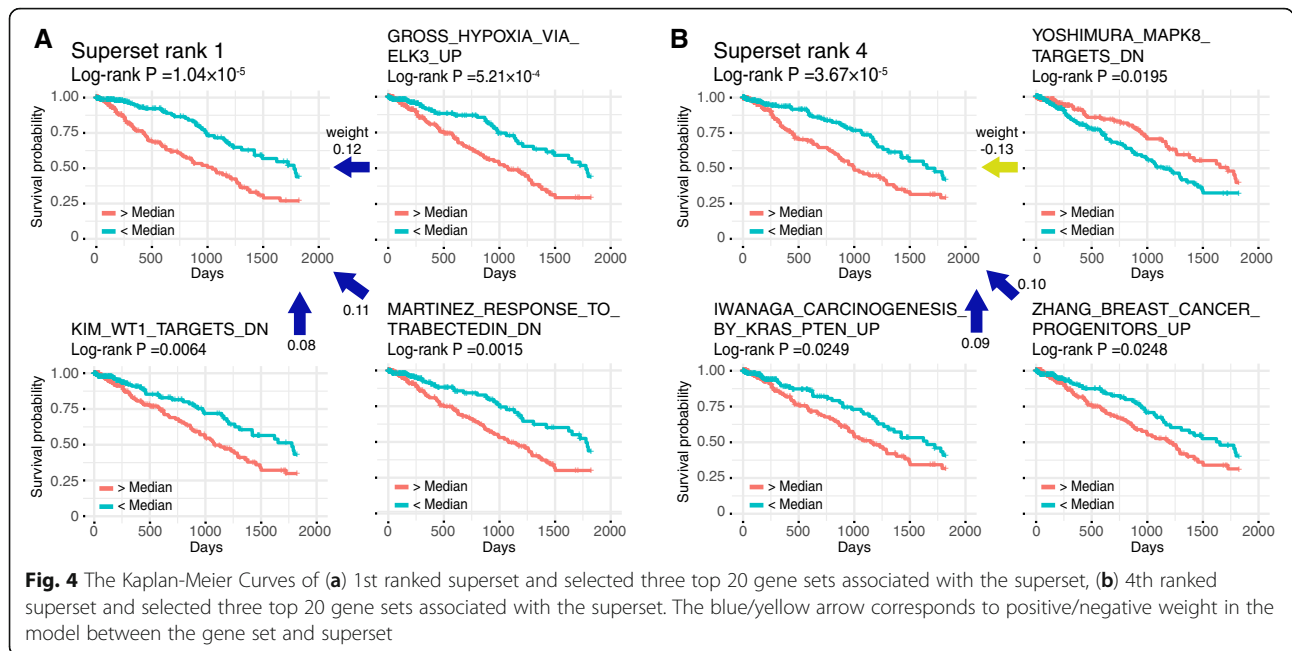 A
Superset rank 1
Log-rank P =1.04×10-5
1.00
0.75
0.50
0.25
0
Survival probability
> Median
< Median
0 500 1000 1500 2000
Days
GROSS_HYPOXIA_VIA_
ELK3_UP
Log-rank P =5.21×10-4
weight
0.12
> Median
< Median
0 500 1000 1500 2000
Days
0.11
0.08
KIM_WT1_TARGETS_DN
Log-rank P =0.0064
1.00
0.75
0.50
0.25
0
Survival probability
> Median
< Median
0 500 1000 1500 2000
Days
MARTINEZ_RESPONSE_TO_
TRABECTEDIN_DN
Log-rank P =0.0015
> Median
< Median
0 500 1000 1500 2000
Days
B
Superset rank 4
Log-rank P =3.67×10-5
1.00
0.75
0.50
0.25
0
Survival probability
> Median
< Median
0 500 1000 1500 2000
Days
YOSHIMURA_MAPK8_
TARGETS_DN
Log-rank P =0.0195
weight
-0.13
> Median
< Median
0 500 1000 1500 2000
Days
0.10
0.09
IWANAGA_CARCINOGENESIS_
BY_KRAS_PTEN_UP
Log-rank P =0.0249
1.00
0.75
0.50
0.25
0
Survival probability
> Median
< Median
0 500 1000 1500 2000
Days
ZHANG_BREAST_CANCER_
PROGENITORS_UP
Log-rank P =0.0248
> Median
< Median
0 500 1000 1500 2000
Days
Fig. 4 The Kaplan-Meier Curves of (a) 1st ranked superset and selected three top 20 gene sets associated with the superset, (b) 4th ranked
superset and selected three top 20 gene sets associated with the superset. The blue/yellow arrow corresponds to positive/negative weight in the
model between the gene set and superset